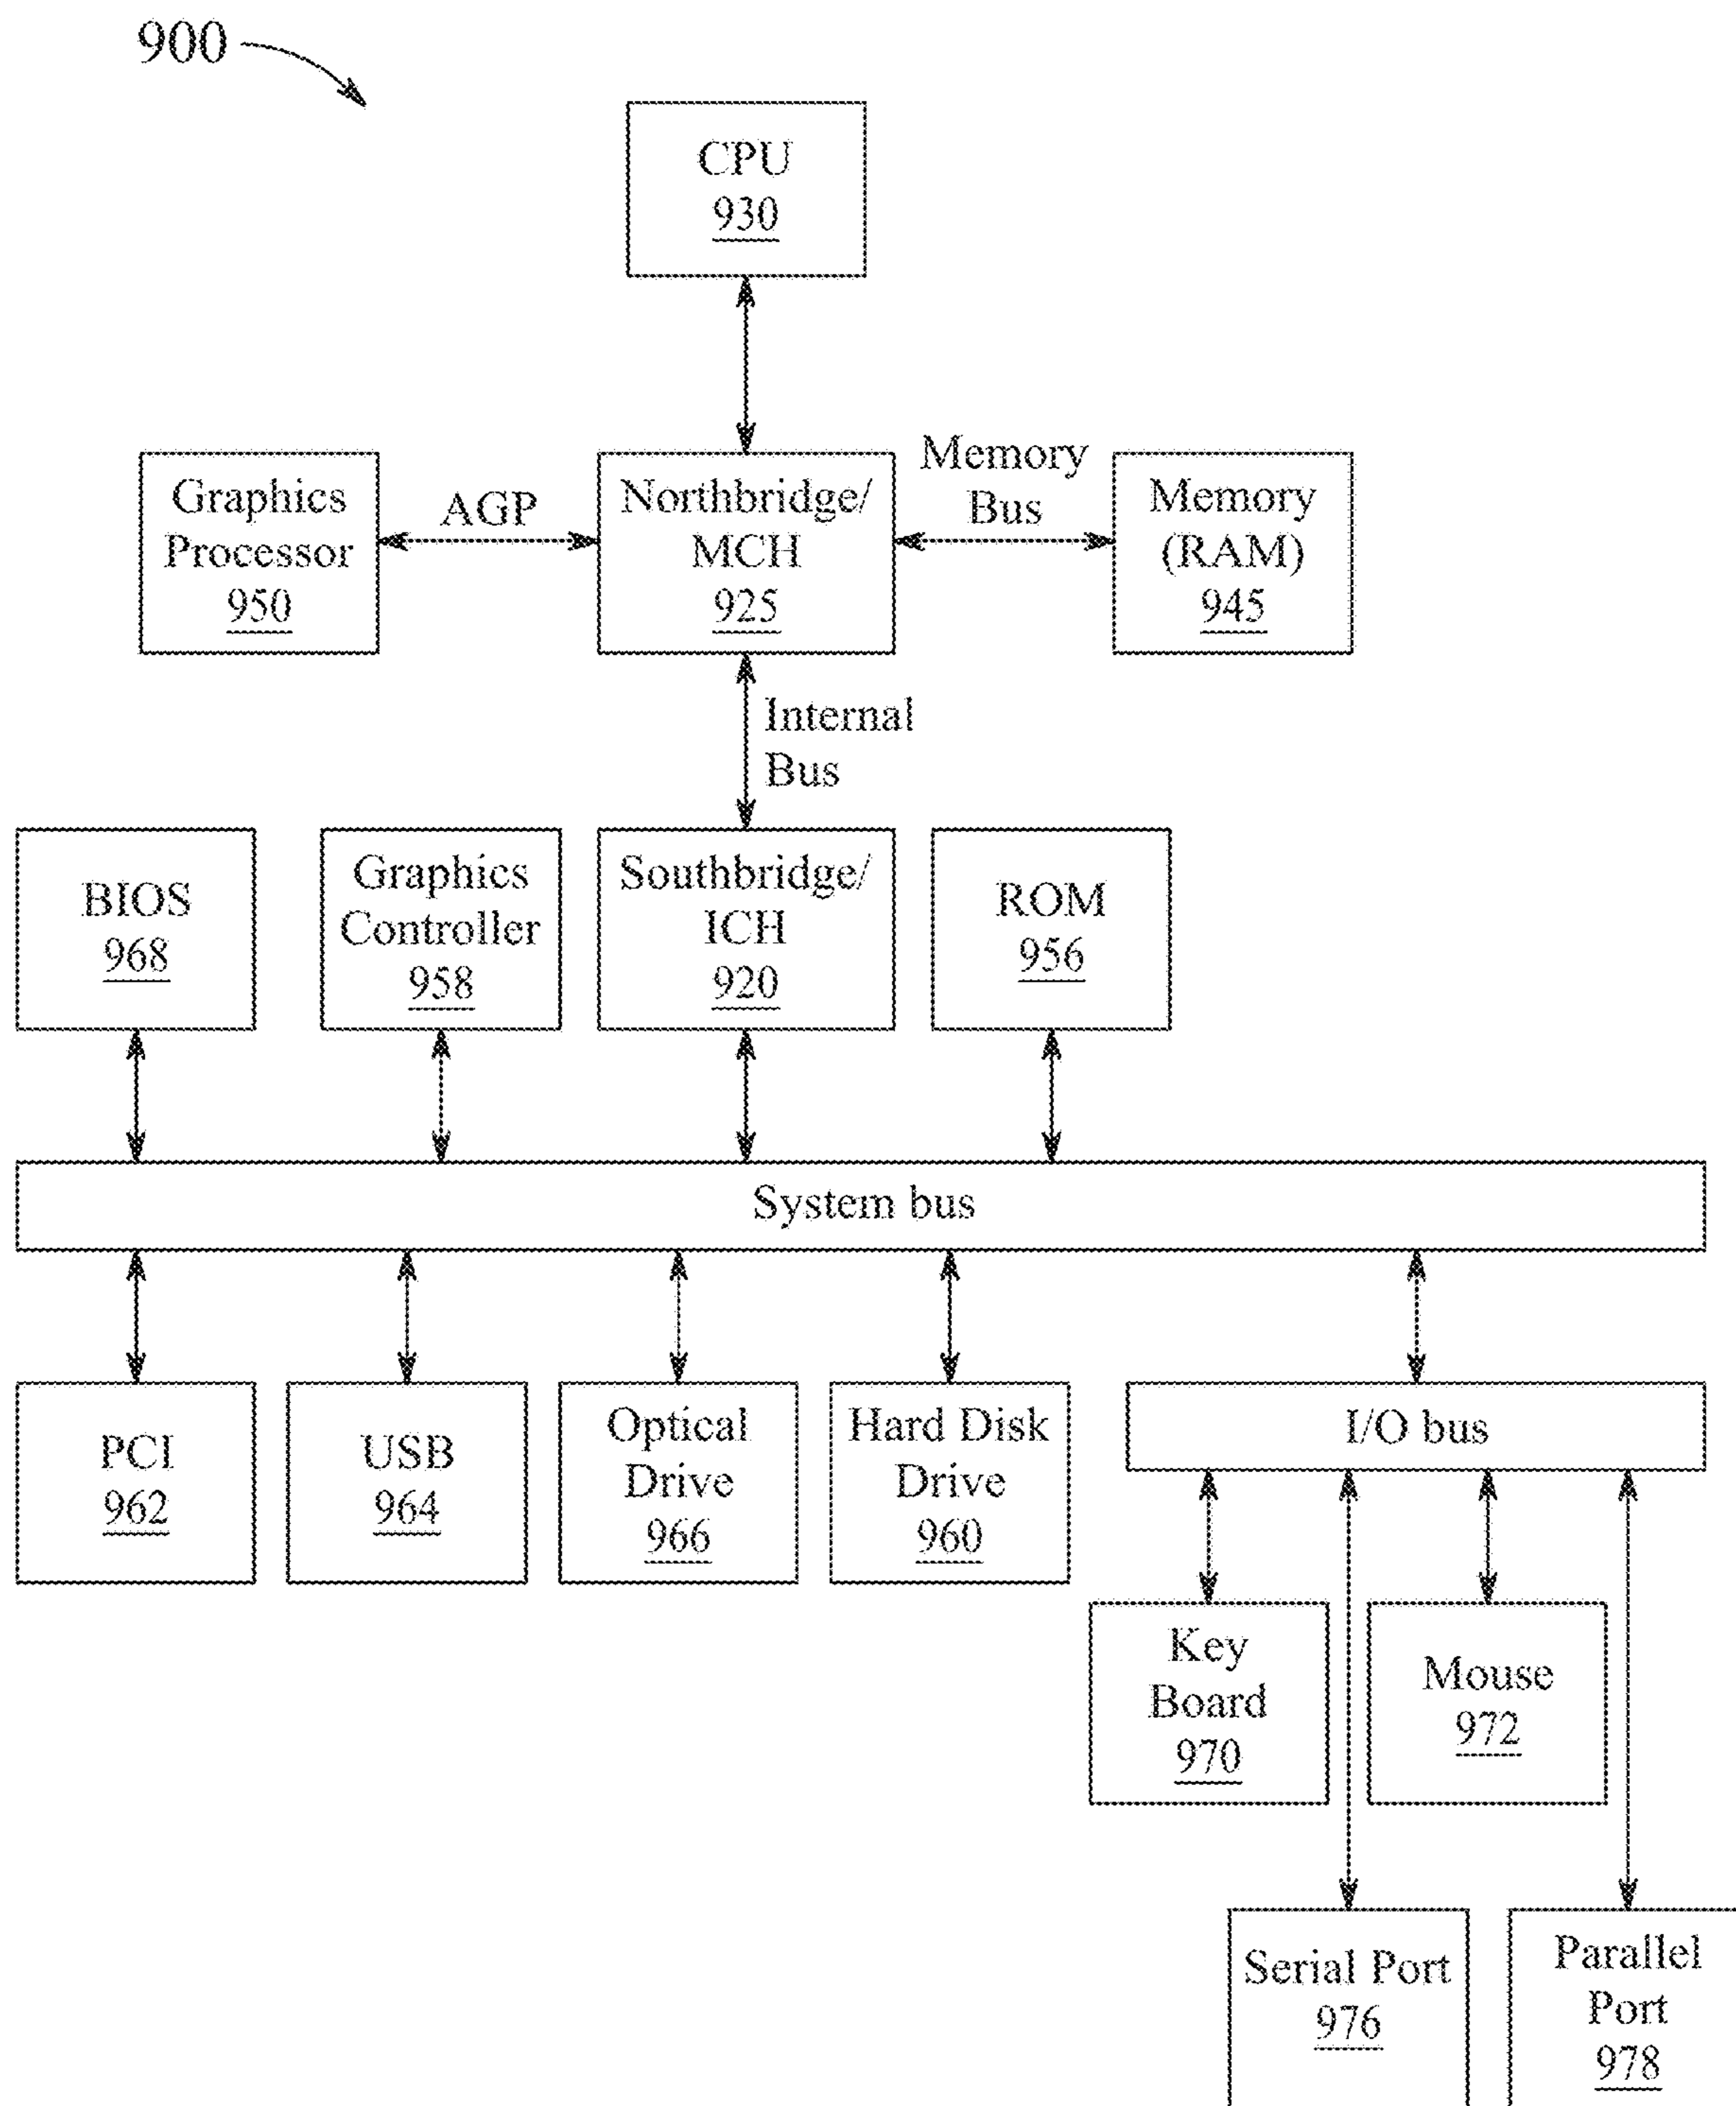 900
CPU
930
Graphics
Processor
950
AGP
Northbridge/
MCH
925
Memory
Bus
Memory
(RAM)
945
Internal
Bus
BIOS
968
Graphics
Controller
958
Southbridge/
ICH
920
ROM
956
System bus
PCI
962
USB
964
Optical
Drive
966
Hard Disk
Drive
960
I/O bus
Key
Board
970
Mouse
972
Serial Port
976
Parallel
Port
978